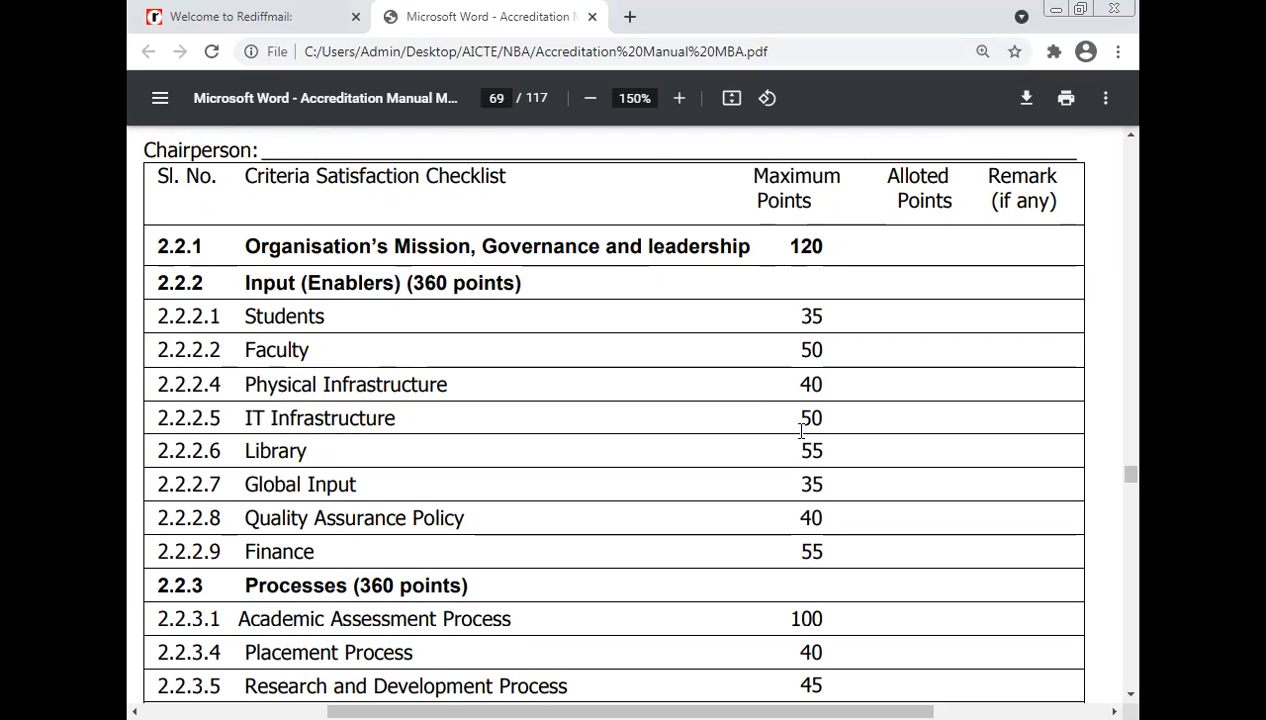 Welcome to Rediffmail:
Microsoft Word - Accreditation M
File C:/Users/Admin/Desktop/AICTE/NBA/Accreditation%20Manual%20MBA.pdf
Microsoft Word - Accreditation Manual M... 69 / 117 150%
Chairperson:
Sl. No. Criteria Satisfaction Checklist Maximum Points Alloted Points Remark (if any)
2.2.1 Organisation's Mission, Governance and leadership 120
2.2.2 Input (Enablers) (360 points)
2.2.2.1 Students 35
2.2.2.2 Faculty 50
2.2.2.4 Physical Infrastructure 40
2.2.2.5 IT Infrastructure 50
2.2.2.6 Library 55
2.2.2.7 Global Input 35
2.2.2.8 Quality Assurance Policy 40
2.2.2.9 Finance 55
2.2.3 Processes (360 points)
2.2.3.1 Academic Assessment Process 100
2.2.3.4 Placement Process 40
2.2.3.5 Research and Development Process 45